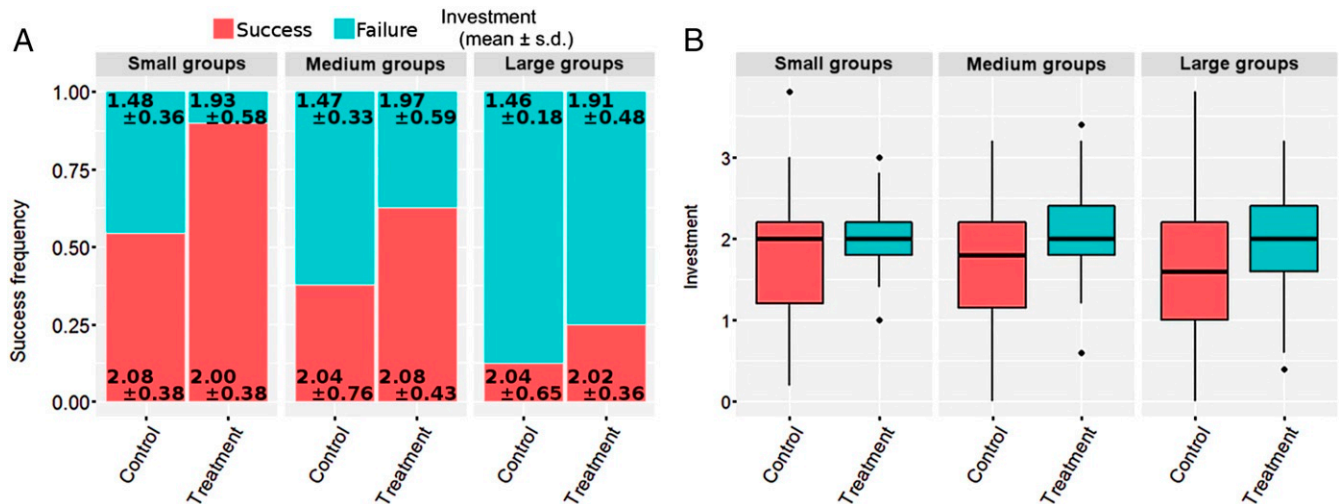 A
Success
Failure
Investment
(mean ± s.d.)
Small groups
Medium groups
Large groups
Success frequency
1.00
0.75
0.50
0.25
0.00
1.48
±0.36
1.93
±0.58
1.47
±0.33
1.97
±0.59
1.46
±0.18
1.91
±0.48
2.08
±0.38
2.00
±0.38
2.04
±0.76
2.08
±0.43
2.04
±0.65
2.02
±0.36
Control
Treatment
Control
Treatment
Control
Treatment
B
Small groups
Medium groups
Large groups
Investment
3
2
1
0
Control
Treatment
Control
Treatment
Control
Treatment